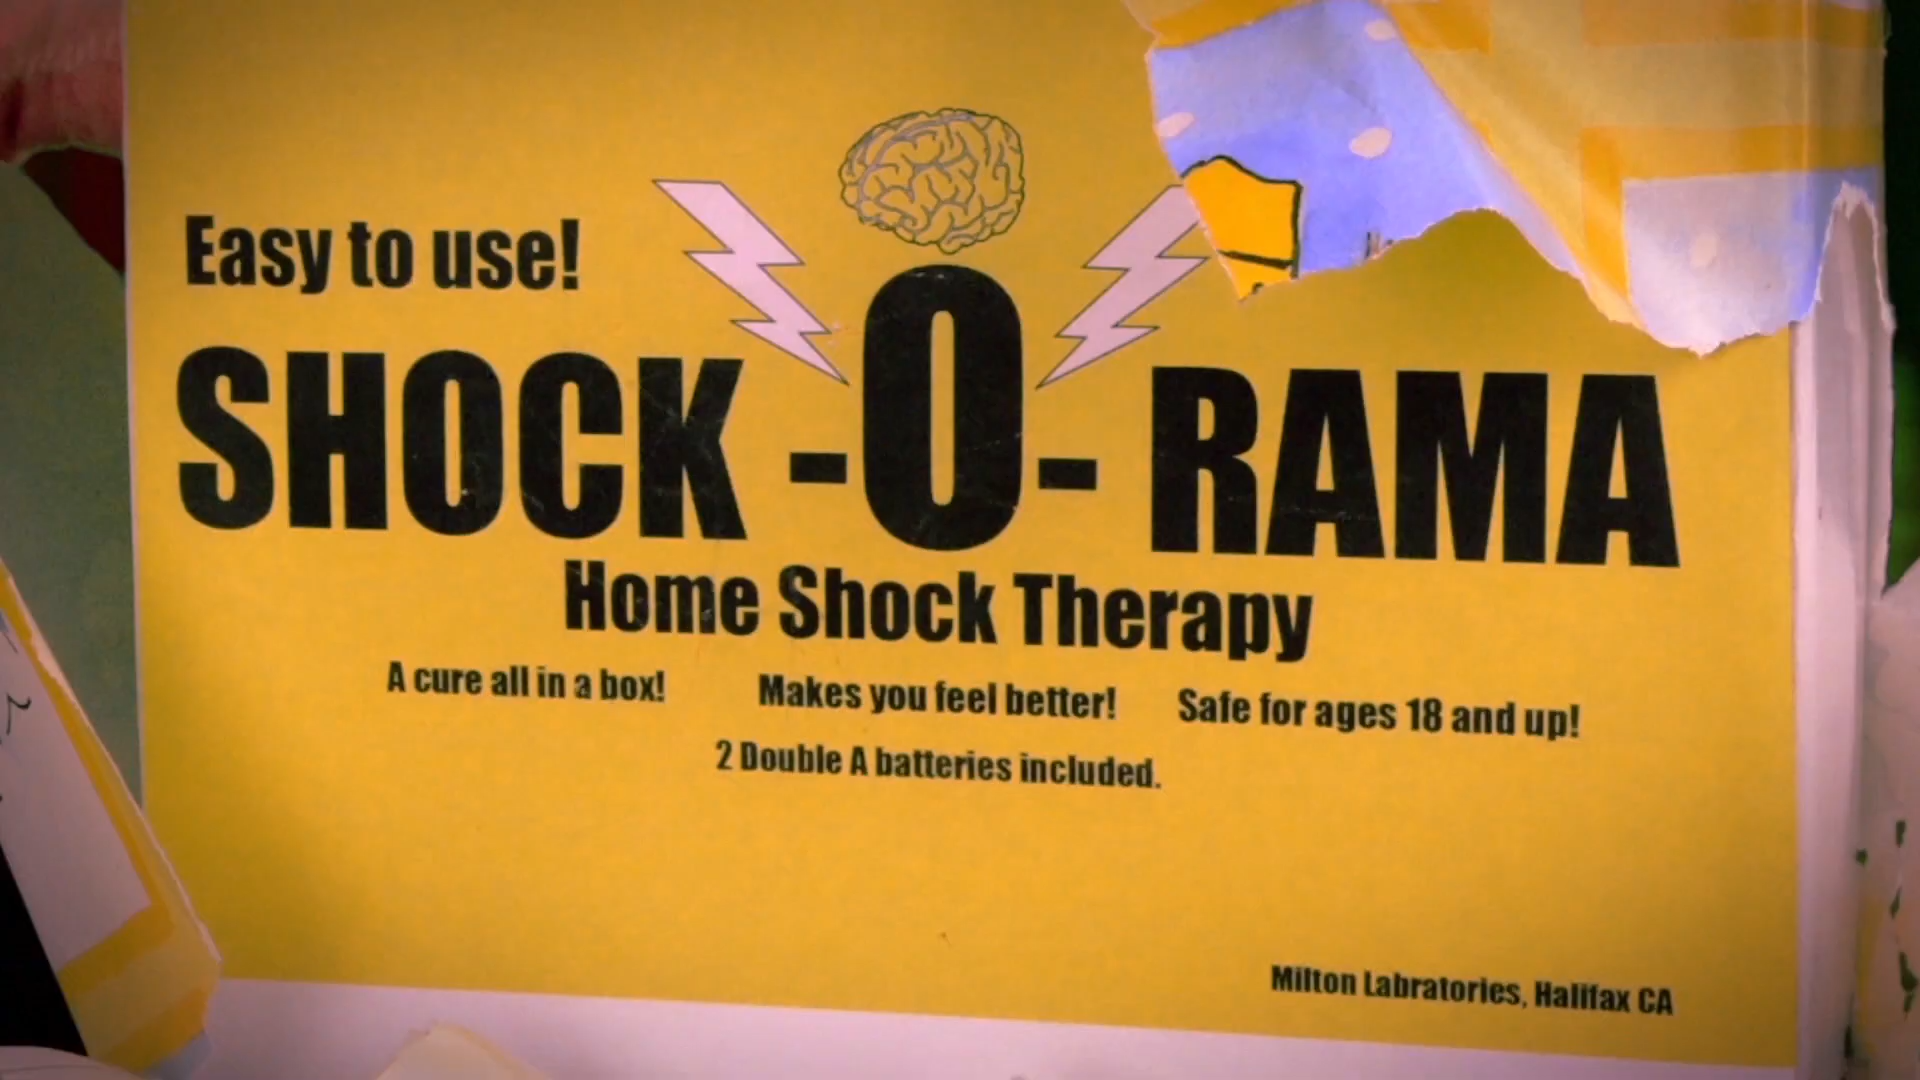 Easy to use!
SHOCK -O- RAMA
Home Shock Therapy
A cure all in a box! Makes you feel better! Safe for ages 18 and up!
2 Double A batteries included.
Milton Labratories, Halifax CA